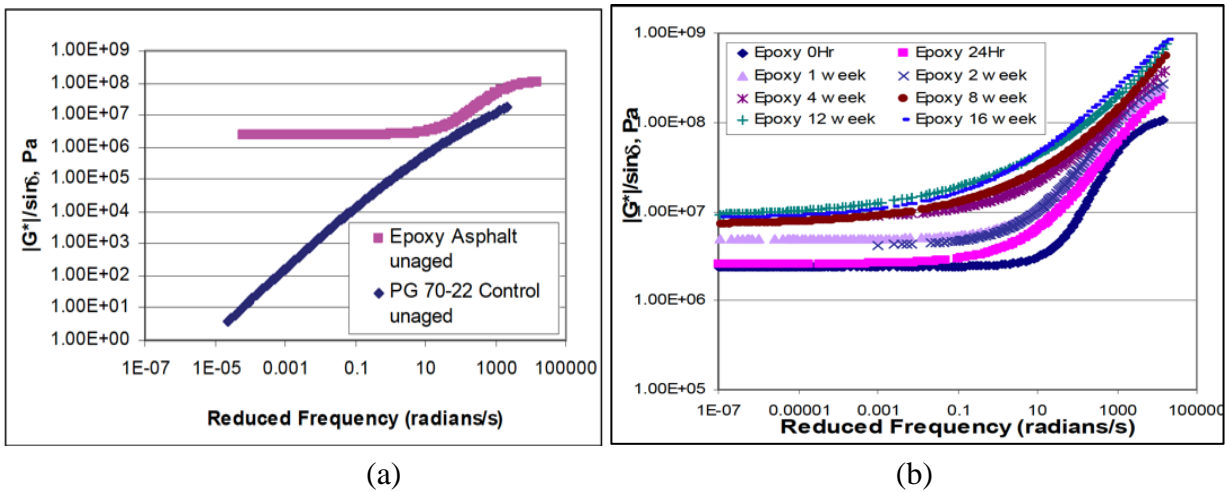 |G*|/sinδ, Pa
1.00E+09
1.00E+08
1.00E+07
1.00E+06
1.00E+05
1.00E+04
1.00E+03
1.00E+02
1.00E+01
1.00E+00
Epoxy Asphalt
unaged
PG 70-22 Control
unaged
1E-07 1E-05 0.001 0.1 10 1000 100000
Reduced Frequency (radians/s)
(a)
|G*|/sinδ, Pa
1.00E+09
1.00E+08
1.00E+07
1.00E+06
1.00E+05
Epoxy 0Hr Epoxy 24Hr
Epoxy 1 week Epoxy 2 week
Epoxy 4 week Epoxy 8 week
Epoxy 12 week Epoxy 16 week
1E-07 0.00001 0.001 0.1 10 1000 100000
Reduced Frequency (radians/s)
(b)